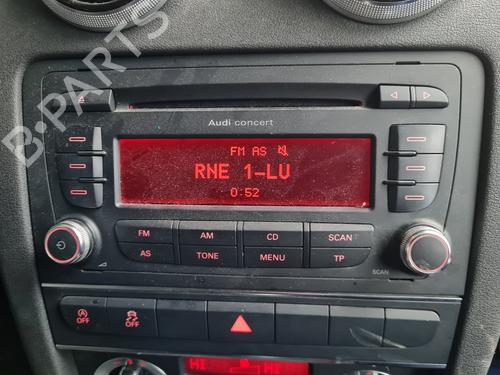 B-PARTS
Audi concert
FM AS
RNE 1-LV
0:52
FM AM CD SCAN
AS TONE MENU TP
SCAN
OFF OFF